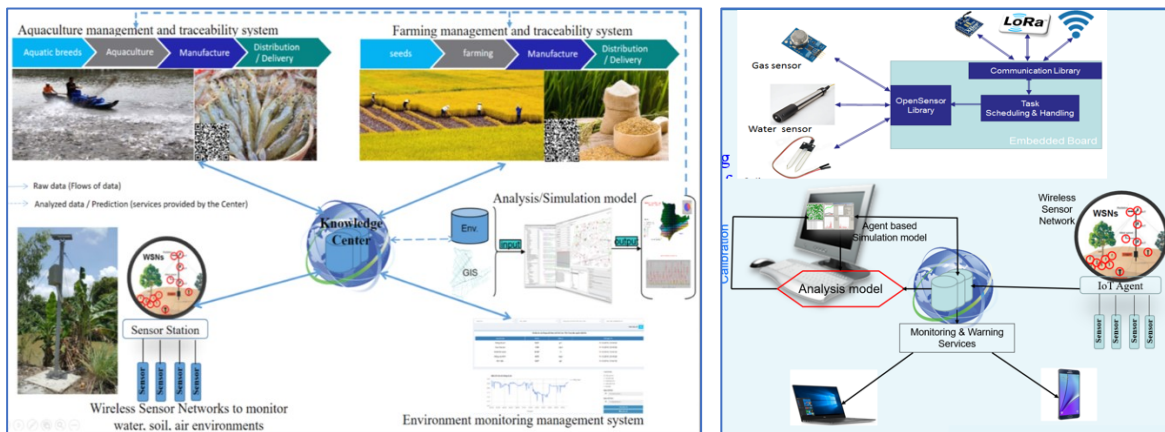 Aquaculture management and traceability system
Aquatic breeds
Aquaculture
Manufacture
Distribution
/ Delivery
Farming management and traceability system
seeds
farming
Manufacture
Distribution
/ Delivery
Raw data (Flows of data)
Analyzed data / Prediction (services provided by the Center)
Knowledge
Center
Analysis/Simulation model
Env.
GIS
input
output
WSNs
Sensor Station
Sensor
Sensor
Sensor
Sensor
Wireless Sensor Networks to monitor
water, soil, air environments
Environment monitoring management system
LoRa
Gas sensor
Communication Library
OpenSensor
Library
Task
Scheduling & Handling
Water sensor
Embedded Board
Calibration
Agent based
Simulation model
Analysis model
Wireless
Sensor
Network
WSNs
IoT Agent
Sensor
Sensor
Sensor
Sensor
Monitoring & Warning
Services